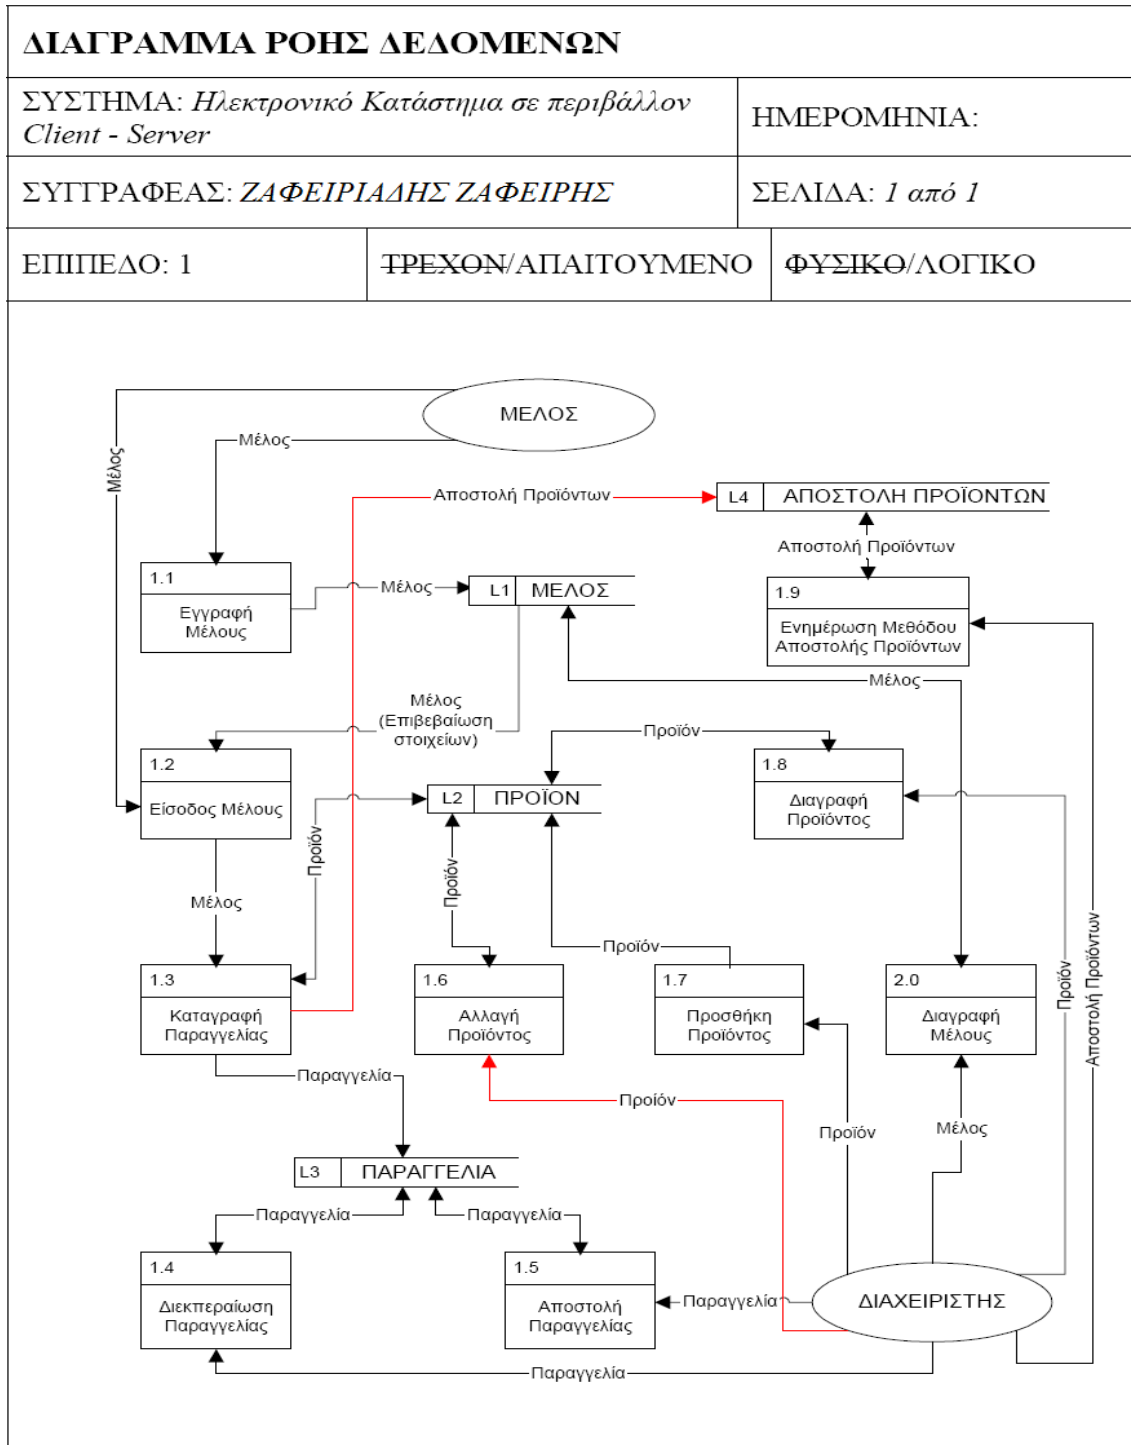 ΔΙΑΓΡΑΜΜΑ ΡΟΗΣ ΔΕΔΟΜΕΝΩΝ
ΣΥΣΤΗΜΑ: Ηλεκτρονικό Κατάστημα σε περιβάλλον
Client - Server
ΗΜΕΡΟΜΗΝΙΑ:
ΣΥΓΓΡΑΦΕΑΣ: ΖΑΦΕΙΡΙΑΔΗΣ ΖΑΦΕΙΡΗΣ
ΣΕΛΙΔΑ: 1 από 1
ΕΠΙΠΕΔΟ: 1
ΤΡΕΧΟΝ/ΑΠΑΙΤΟΥΜΕΝΟ
ΦΥΣΙΚΟ/ΛΟΓΙΚΟ
ΜΕΛΟΣ
Μέλος
Μέλος
Αποστολή Προϊόντων
L4 ΑΠΟΣΤΟΛΗ ΠΡΟΪΟΝΤΩΝ
Αποστολή Προϊόντων
1.1
Εγγραφή
Μέλους
Μέλος
L1 ΜΕΛΟΣ
1.9
Ενημέρωση Μεθόδου
Αποστολής Προϊόντων
Μέλος
Μέλος
(Επιβεβαίωση
στοιχείων)
Προϊόν
1.2
Είσοδος Μέλους
L2 ΠΡΟΪΟΝ
1.8
Διαγραφή
Προϊόντος
Προϊόν
Προϊόν
Μέλος
Προϊόν
Προϊόν
Αποστολή Προϊόντων
1.3
Καταγραφή
Παραγγελίας
1.6
Αλλαγή
Προϊόντος
1.7
Προσθήκη
Προϊόντος
2.0
Διαγραφή
Μέλους
Παραγγελία
Προϊόν
Προϊόν
Μέλος
L3 ΠΑΡΑΓΓΕΛΙΑ
Παραγγελία
Παραγγελία
1.4
Διεκπεραίωση
Παραγγελίας
1.5
Αποστολή
Παραγγελίας
Παραγγελία
ΔΙΑΧΕΙΡΙΣΤΗΣ
Παραγγελία